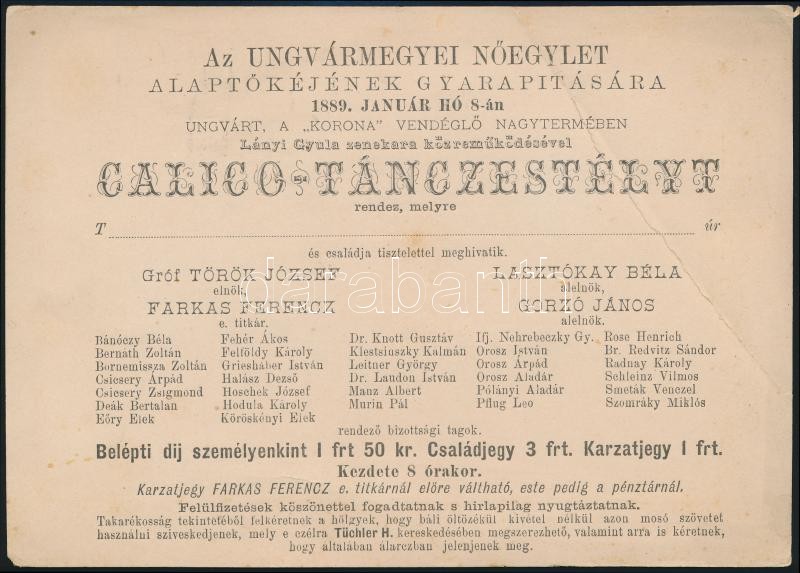 Az UNGVÁRMEGYEI NŐEGYLET
ALAPTŐKÉJÉNEK GYARAPITÁSÁRA
1889. JANUÁR HÓ 8-án
UNGVÁRT, A „KORONA” VENDÉGLŐ NAGYTERMÉBEN
Lányi Gyula zenekara közreműködésével
CALICO-TÁNCZESTÉLYT
rendez, melyre
T úr
és családja tisztelettel meghivatik.
Gróf TÖRÖK JÓZSEF LASZTÓKAY BÉLA
elnök, alelnök.
FARKAS FERENCZ GORZÓ JÁNOS
e. titkár. alelnök.
Bánóczy Béla Fehér Ákos Dr. Knott Gusztáv Ifj. Nehrebeczky Gy. Rose Henrich
Bernáth Zoltán Felföldy Károly Klestsiuszky Kálmán Orosz István Br. Redvitz Sándor
Bornemissza Zoltán Griesháber István Leitner György Orosz Árpád Radnay Károly
Csicsery Árpád Halász Dezső Dr. Laudon István Orosz Aladár Schleinz Vilmos
Csicsery Zsigmond Hoschek József Manz Albert Pólányi Aladár Smeták Venczel
Deák Bertalan Hodula Károly Murin Pál Pflug Leo Szomráky Miklós
Eőry Elek Köröskényi Elek
rendező bizottsági tagok.
Belépti dij személyenkint 1 frt 50 kr. Családjegy 3 frt. Karzatjegy 1 frt.
Kezdete 8 órakor.
Karzatjegy FARKAS FERENCZ e. titkárnál előre váltható, este pedig a pénztárnál.
Felülfizetések köszönettel fogadtatnak s hirlapilag nyugtáztatnak.
Takarékosság tekintetéből felkéretnek a hölgyek, hogy báli öltözékül kivétel nélkül azon mosó szövetet
használni sziveskedjenek, mely e czélra Tüchler H. kereskedésében megszerezhető, valamint arra is kéretnek,
hogy általában álarczban jelenjenek meg.
darabanth